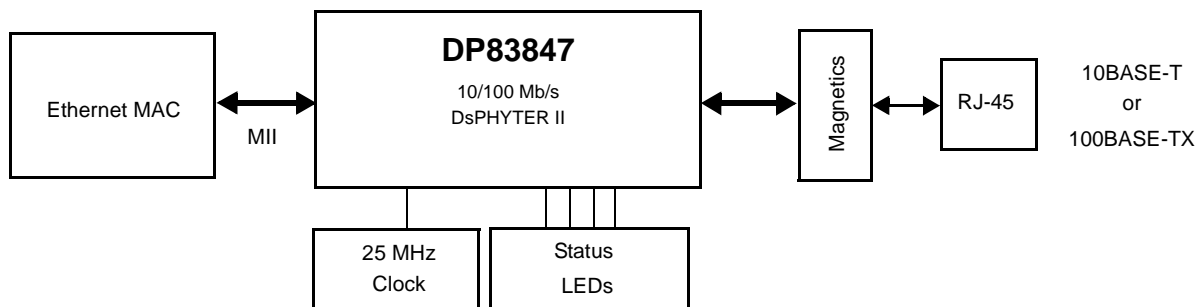 DP83847
10/100 Mb/s
DsPHYTER II
Ethernet MAC
MII
Magnetics
RJ-45
10BASE-T
or
100BASE-TX
25 MHz
Clock
Status
LEDs